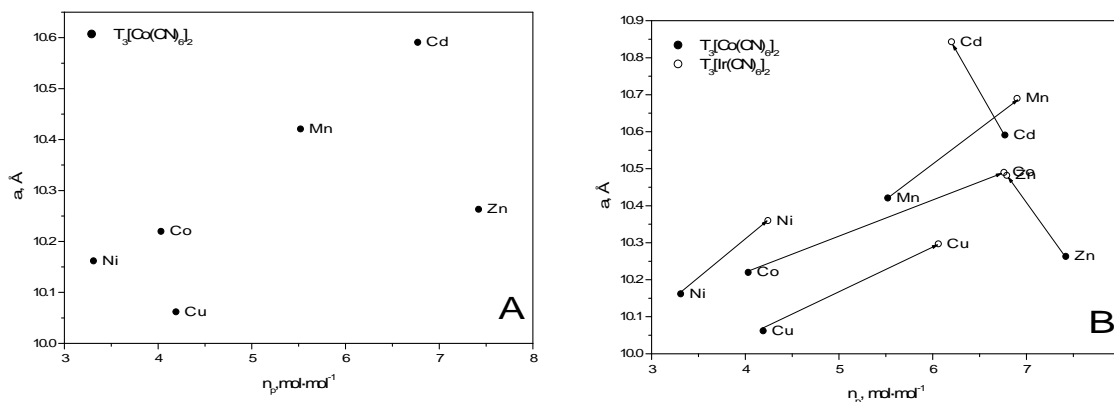 T3[Co(CN)6]2
10.6
10.5
10.4
10.3
10.2
10.1
10.0
a, Å
Cd
Mn
Zn
Co
Ni
Cu
A
3 4 5 6 7 8
np,mol·mol-1
T3[Co(CN)6]2
T3[Ir(CN)6]2
10.9
10.8
10.7
10.6
10.5
10.4
10.3
10.2
10.1
10.0
a, Å
Cd
Mn
Cd
Co
Zn
Mn
Ni
Cu
Zn
Co
Ni
Cu
B
3 4 5 6 7
np, mol·mol-1